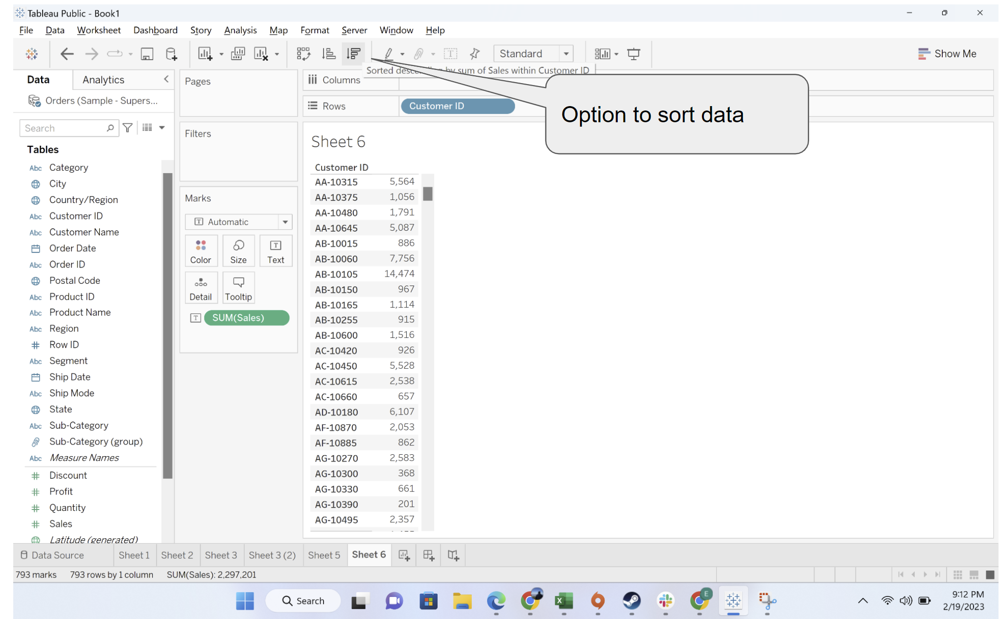 Tableau Public - Book1
File Data Worksheet Dashboard Story Analysis Map Format Server Window Help
Standard
Show Me
Sorted by sum of Sales within Customer ID
Option to sort data
Data Analytics
Orders (Sample - Supers...
Search
Tables
Abc Category
City
Country/Region
Abc Customer ID
Abc Customer Name
Order Date
Abc Order ID
Postal Code
Abc Product ID
Abc Product Name
Abc Region
Row ID
Abc Segment
Ship Date
Abc Ship Mode
State
Abc Sub-Category
Sub-Category (group)
Abc Measure Names
Discount
Profit
Quantity
Sales
Latitude (generated)
Pages
Filters
Marks
T Automatic
Color Size T Text
Detail Tooltip
T SUM(Sales)
Columns
Rows Customer ID
Sheet 6
Customer ID
AA-10315 5,564
AA-10375 1,056
AA-10480 1,791
AA-10645 5,087
AB-10015 886
AB-10060 7,756
AB-10105 14,474
AB-10150 967
AB-10165 1,114
AB-10255 915
AB-10600 1,516
AC-10420 926
AC-10450 5,528
AC-10615 2,538
AC-10660 657
AD-10180 6,107
AF-10870 2,053
AF-10885 862
AG-10270 2,583
AG-10300 368
AG-10330 661
AG-10390 201
AG-10495 2,357
Data Source Sheet 1 Sheet 2 Sheet 3 Sheet 3 (2) Sheet 5 Sheet 6
793 marks 793 rows by 1 column SUM(Sales): 2,297,201
Search
9:12 PM
2/19/2023